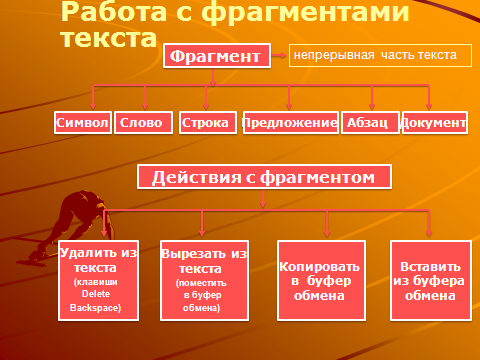 Работа с фрагментами
текста
Фрагмент
непрерывная часть текста
Символ
Слово
Строка
Предложение
Абзац
Документ
Действия с фрагментом
Удалить из
текста
(клавиши
Delete
Backspace)
Вырезать из
текста
(поместить
в буфер
обмена)
Копировать
в буфер
обмена
Вставить
из буфера
обмена